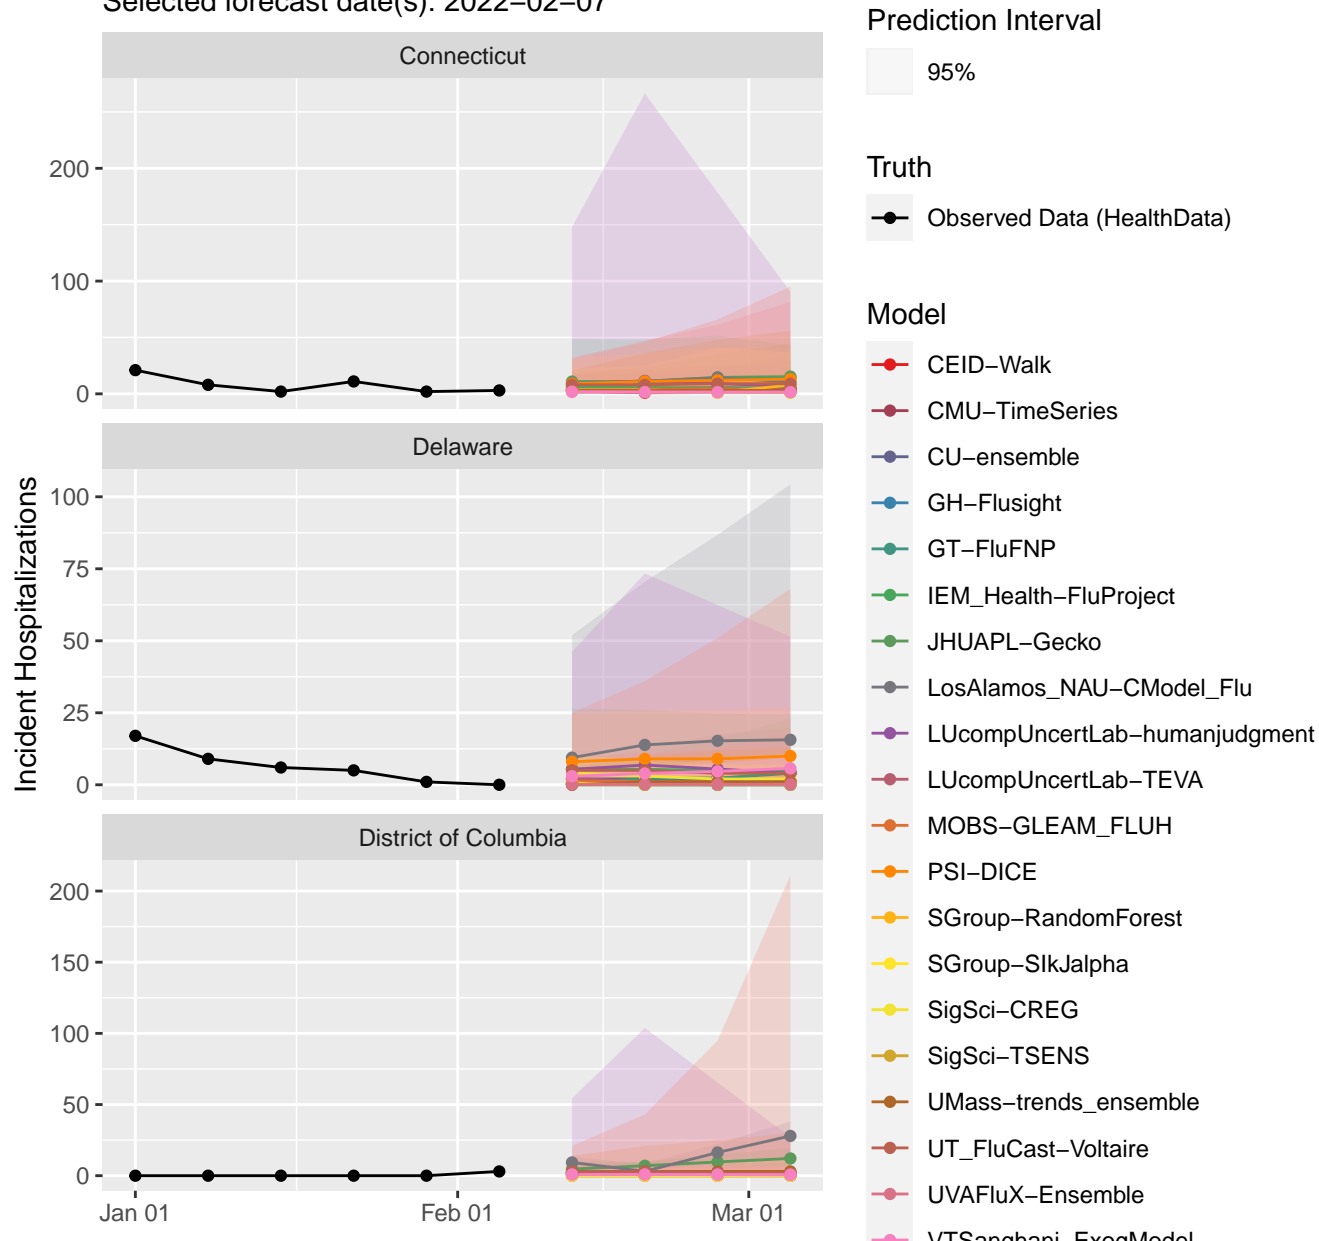 Selected forecast date(s): 2022−02−07
Connecticut
200
100
0
Delaware
100
75
50
25
0
District of Columbia
200
150
100
50
0
Jan 01
Feb 01
Mar 01
Incident Hospitalizations
Prediction Interval
95%
Truth
Observed Data (HealthData)
Model
CEID−Walk
CMU−TimeSeries
CU−ensemble
GH−Flusight
GT−FluFNP
IEM_Health−FluProject
JHUAPL−Gecko
LosAlamos_NAU−CModel_Flu
LUcompUncertLab−humanjudgment
LUcompUncertLab−TEVA
MOBS−GLEAM_FLUH
PSI−DICE
SGroup−RandomForest
SGroup−SIkJalpha
SigSci−CREG
SigSci−TSENS
UMass−trends_ensemble
UT_FluCast−Voltaire
UVAFluX−Ensemble
VTSanghani−ExogModel